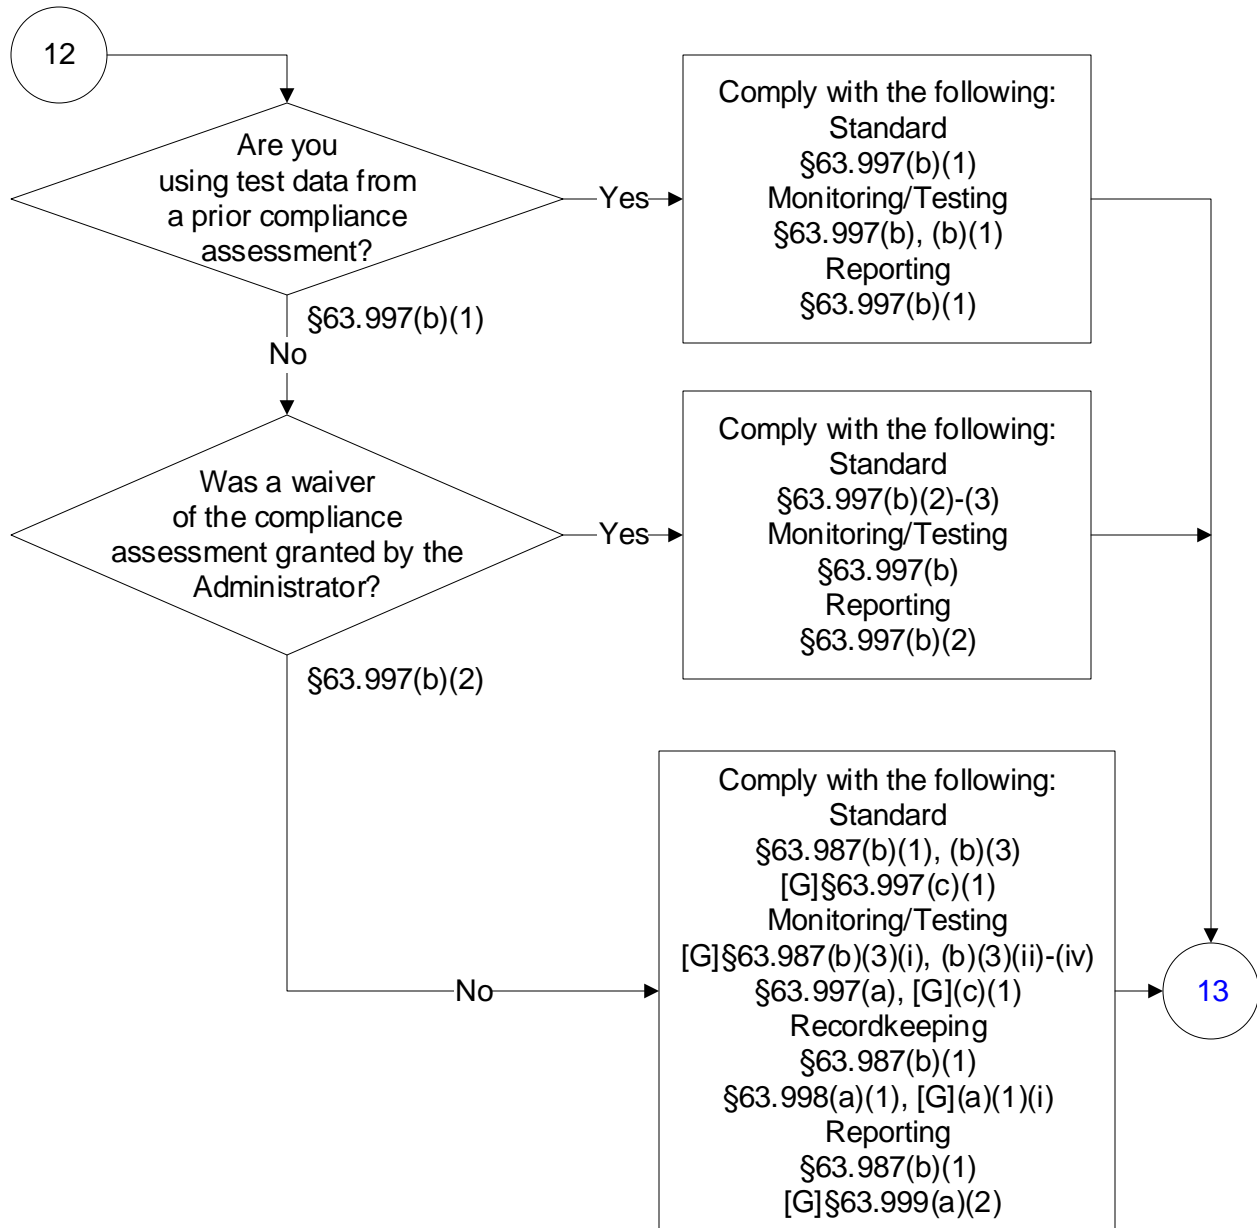 12
Are you
using test data from
a prior compliance
assessment?
Yes
§63.997(b)(1)
No
Comply with the following:
Standard
§63.997(b)(1)
Monitoring/Testing
§63.997(b), (b)(1)
Reporting
§63.997(b)(1)
Was a waiver
of the compliance
assessment granted by the
Administrator?
Yes
§63.997(b)(2)
Comply with the following:
Standard
§63.997(b)(2)-(3)
Monitoring/Testing
§63.997(b)
Reporting
§63.997(b)(2)
No
Comply with the following:
Standard
§63.987(b)(1), (b)(3)
[G]§63.997(c)(1)
Monitoring/Testing
[G]§63.987(b)(3)(i), (b)(3)(ii)-(iv)
§63.997(a), [G](c)(1)
Recordkeeping
§63.987(b)(1)
§63.998(a)(1), [G](a)(1)(i)
Reporting
§63.987(b)(1)
[G]§63.999(a)(2)
13